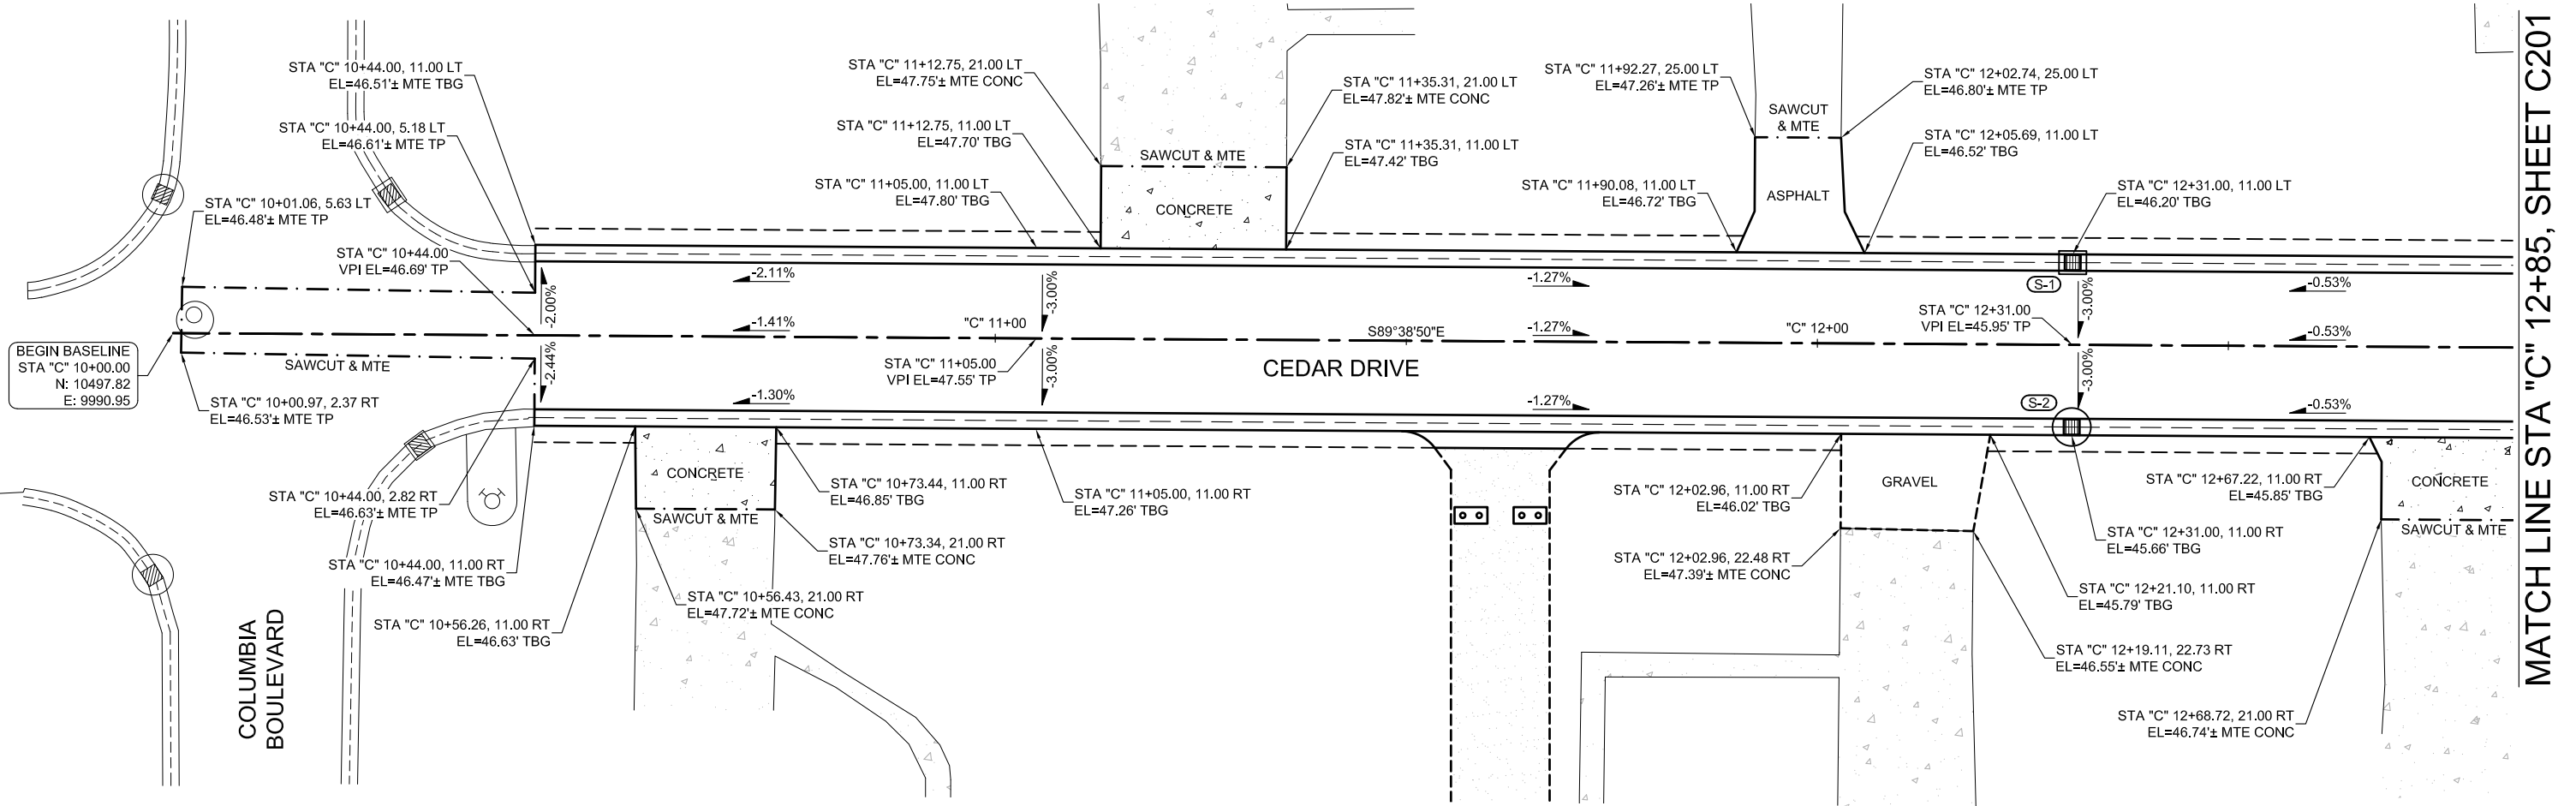 STA "C" 10+44.00, 11.00 LT
EL=46.51'± MTE TBG
STA "C" 10+44.00, 5.18 LT
EL=46.61'± MTE TP
STA "C" 10+01.06, 5.63 LT
EL=46.48'± MTE TP
STA "C" 10+44.00
VPI EL=46.69' TP
BEGIN BASELINE
STA "C" 10+00.00
N: 10497.82
E: 9990.95
SAWCUT & MTE
STA "C" 10+00.97, 2.37 RT
EL=46.53'± MTE TP
STA "C" 10+44.00, 2.82 RT
EL=46.63'± MTE TP
STA "C" 10+44.00, 11.00 RT
EL=46.47'± MTE TBG
STA "C" 10+56.26, 11.00 RT
EL=46.63' TBG
COLUMBIA
BOULEVARD
-2.00%
-2.44%
STA "C" 11+12.75, 21.00 LT
EL=47.75'± MTE CONC
STA "C" 11+12.75, 11.00 LT
EL=47.70' TBG
STA "C" 11+05.00, 11.00 LT
EL=47.80' TBG
SAWCUT & MTE
CONCRETE
STA "C" 11+35.31, 21.00 LT
EL=47.82'± MTE CONC
STA "C" 11+35.31, 11.00 LT
EL=47.42' TBG
-2.11%
-1.41%
-1.30%
-3.00%
-3.00%
"C" 11+00
STA "C" 11+05.00
VPI EL=47.55' TP
S89°38'50"E
CEDAR DRIVE
CONCRETE
SAWCUT & MTE
STA "C" 10+73.44, 11.00 RT
EL=46.85' TBG
STA "C" 10+73.34, 21.00 RT
EL=47.76'± MTE CONC
STA "C" 10+56.43, 21.00 RT
EL=47.72'± MTE CONC
STA "C" 11+05.00, 11.00 RT
EL=47.26' TBG
STA "C" 11+92.27, 25.00 LT
EL=47.26'± MTE TP
SAWCUT
& MTE
ASPHALT
STA "C" 12+02.74, 25.00 LT
EL=46.80'± MTE TP
STA "C" 12+05.69, 11.00 LT
EL=46.52' TBG
STA "C" 11+90.08, 11.00 LT
EL=46.72' TBG
STA "C" 12+31.00, 11.00 LT
EL=46.20' TBG
S-1
-1.27%
-1.27%
-1.27%
"C" 12+00
STA "C" 12+31.00
VPI EL=45.95' TP
-3.00%
-3.00%
-0.53%
-0.53%
-0.53%
S-2
STA "C" 12+02.96, 11.00 RT
EL=46.02' TBG
GRAVEL
STA "C" 12+02.96, 22.48 RT
EL=47.39'± MTE CONC
STA "C" 12+67.22, 11.00 RT
EL=45.85' TBG
STA "C" 12+31.00, 11.00 RT
EL=45.66' TBG
STA "C" 12+21.10, 11.00 RT
EL=45.79' TBG
STA "C" 12+19.11, 22.73 RT
EL=46.55'± MTE CONC
STA "C" 12+68.72, 21.00 RT
EL=46.74'± MTE CONC
CONCRETE
SAWCUT & MTE
MATCH LINE STA "C" 12+85, SHEET C201